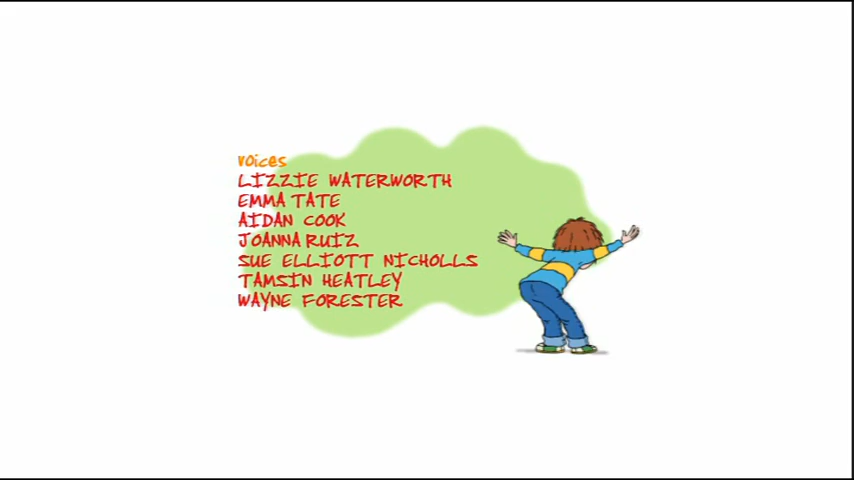 voices
LIZZIE WATERWORTH
EMMA TATE
AIDAN COOK
JOANNA RUIZ
SUE ELLIOTT NICHOLLS
TAMSIN HEATLEY
WAYNE FORESTER